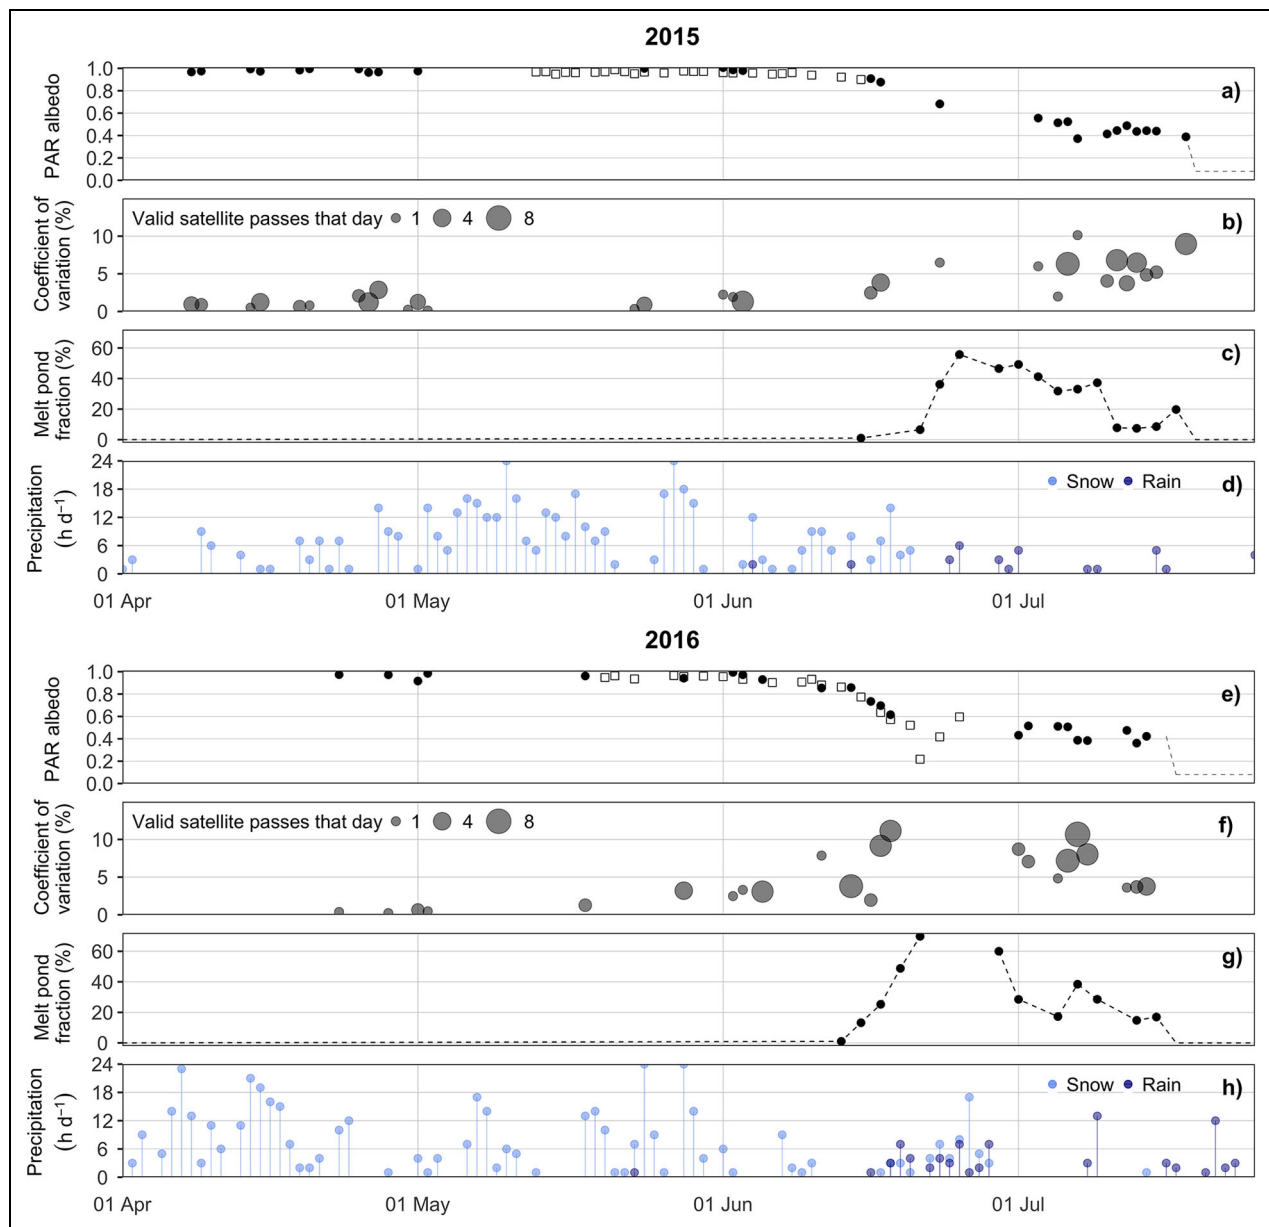 2015
PAR albedo
1.0
0.8
0.6
0.4
0.2
0.0
a)
Coefficient of
variation (%)
10
5
0
Valid satellite passes that day 1 4 8
b)
Melt pond
fraction (%)
60
40
20
0
c)
Precipitation
(h d⁻¹)
24
18
12
6
0
Snow Rain
d)
01 Apr 01 May 01 Jun 01 Jul
2016
PAR albedo
1.0
0.8
0.6
0.4
0.2
0.0
e)
Coefficient of
variation (%)
10
5
0
Valid satellite passes that day 1 4 8
f)
Melt pond
fraction (%)
60
40
20
0
g)
Precipitation
(h d⁻¹)
24
18
12
6
0
Snow Rain
h)
01 Apr 01 May 01 Jun 01 Jul